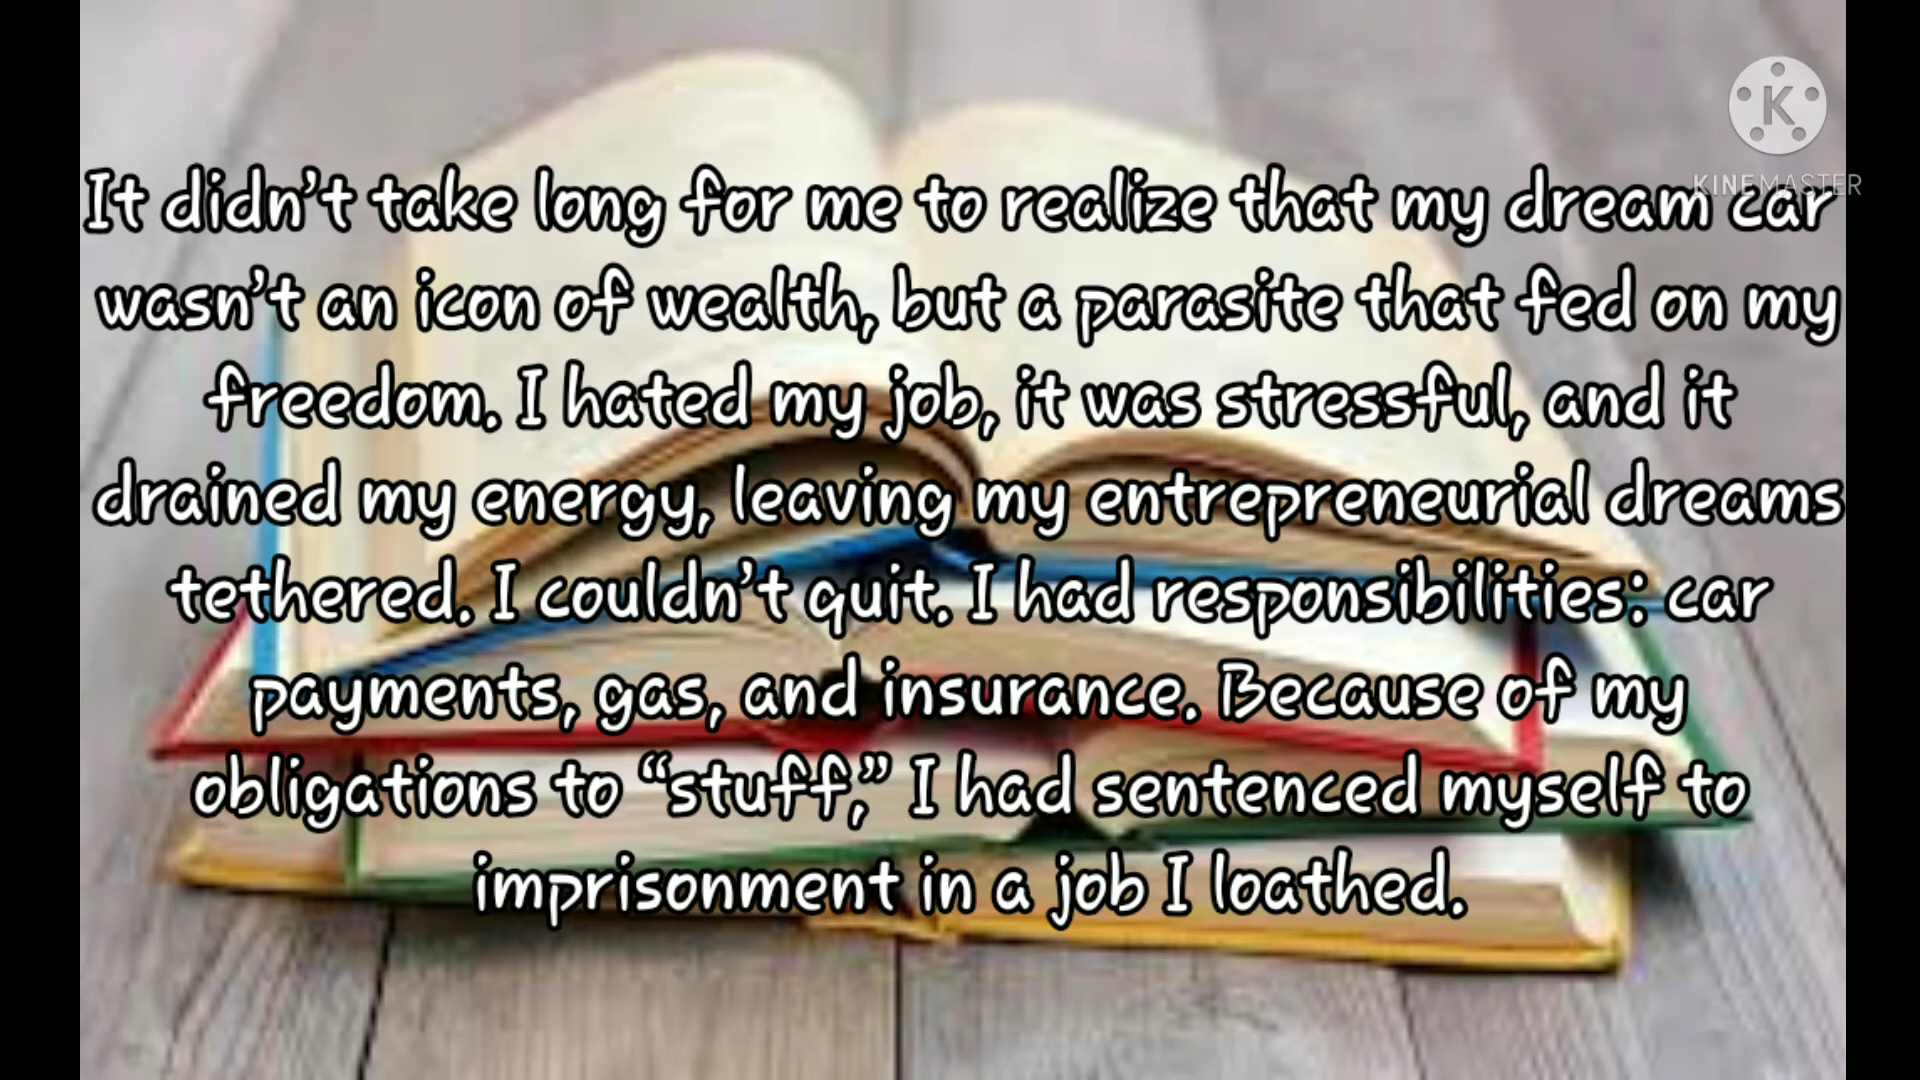 K
KINEMASTER
It didn't take long for me to realize that my dream car
wasn't an icon of wealth, but a parasite that fed on my
freedom. I hated my job, it was stressful, and it
drained my energy, leaving my entrepreneurial dreams
tethered. I couldn't quit. I had responsibilities: car
payments, gas, and insurance. Because of my
obligations to “stuff,” I had sentenced myself to
imprisonment in a job I loathed.